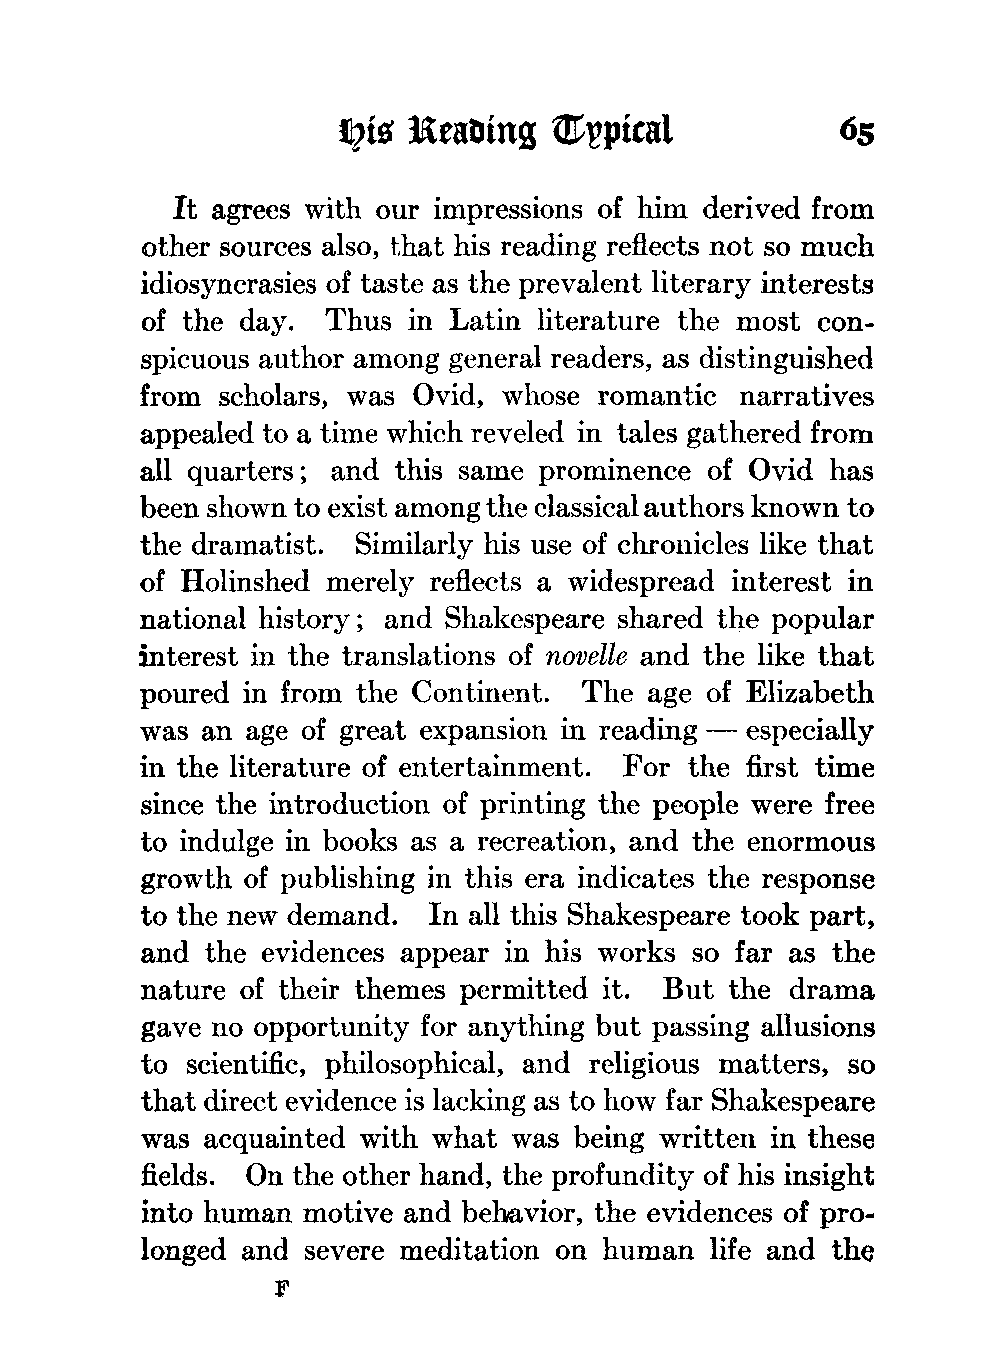 His Reading Typical 65
It agrees with our impressions of him derived from
other sources also, that his reading reflects not so much
idiosyncrasies of taste as the prevalent literary interests
of the day. Thus in Latin literature the most con-
spicuous author among general readers, as distinguished
from scholars, was Ovid, whose romantic narratives
appealed to a time which reveled in tales gathered from
all quarters; and this same prominence of Ovid has
been shown to exist among the classical authors known to
the dramatist. Similarly his use of chronicles like that
of Holinshed merely reflects a widespread interest in
national history; and Shakespeare shared the popular
interest in the translations of novelle and the like that
poured in from the Continent. The age of Elizabeth
was an age of great expansion in reading — especially
in the literature of entertainment. For the first time
since the introduction of printing the people were free
to indulge in books as a recreation, and the enormous
growth of publishing in this era indicates the response
to the new demand. In all this Shakespeare took part,
and the evidences appear in his works so far as the
nature of their themes permitted it. But the drama
gave no opportunity for anything but passing allusions
to scientific, philosophical, and religious matters, so
that direct evidence is lacking as to how far Shakespeare
was acquainted with what was being written in these
fields. On the other hand, the profundity of his insight
into human motive and behavior, the evidences of pro-
longed and severe meditation on human life and the
F